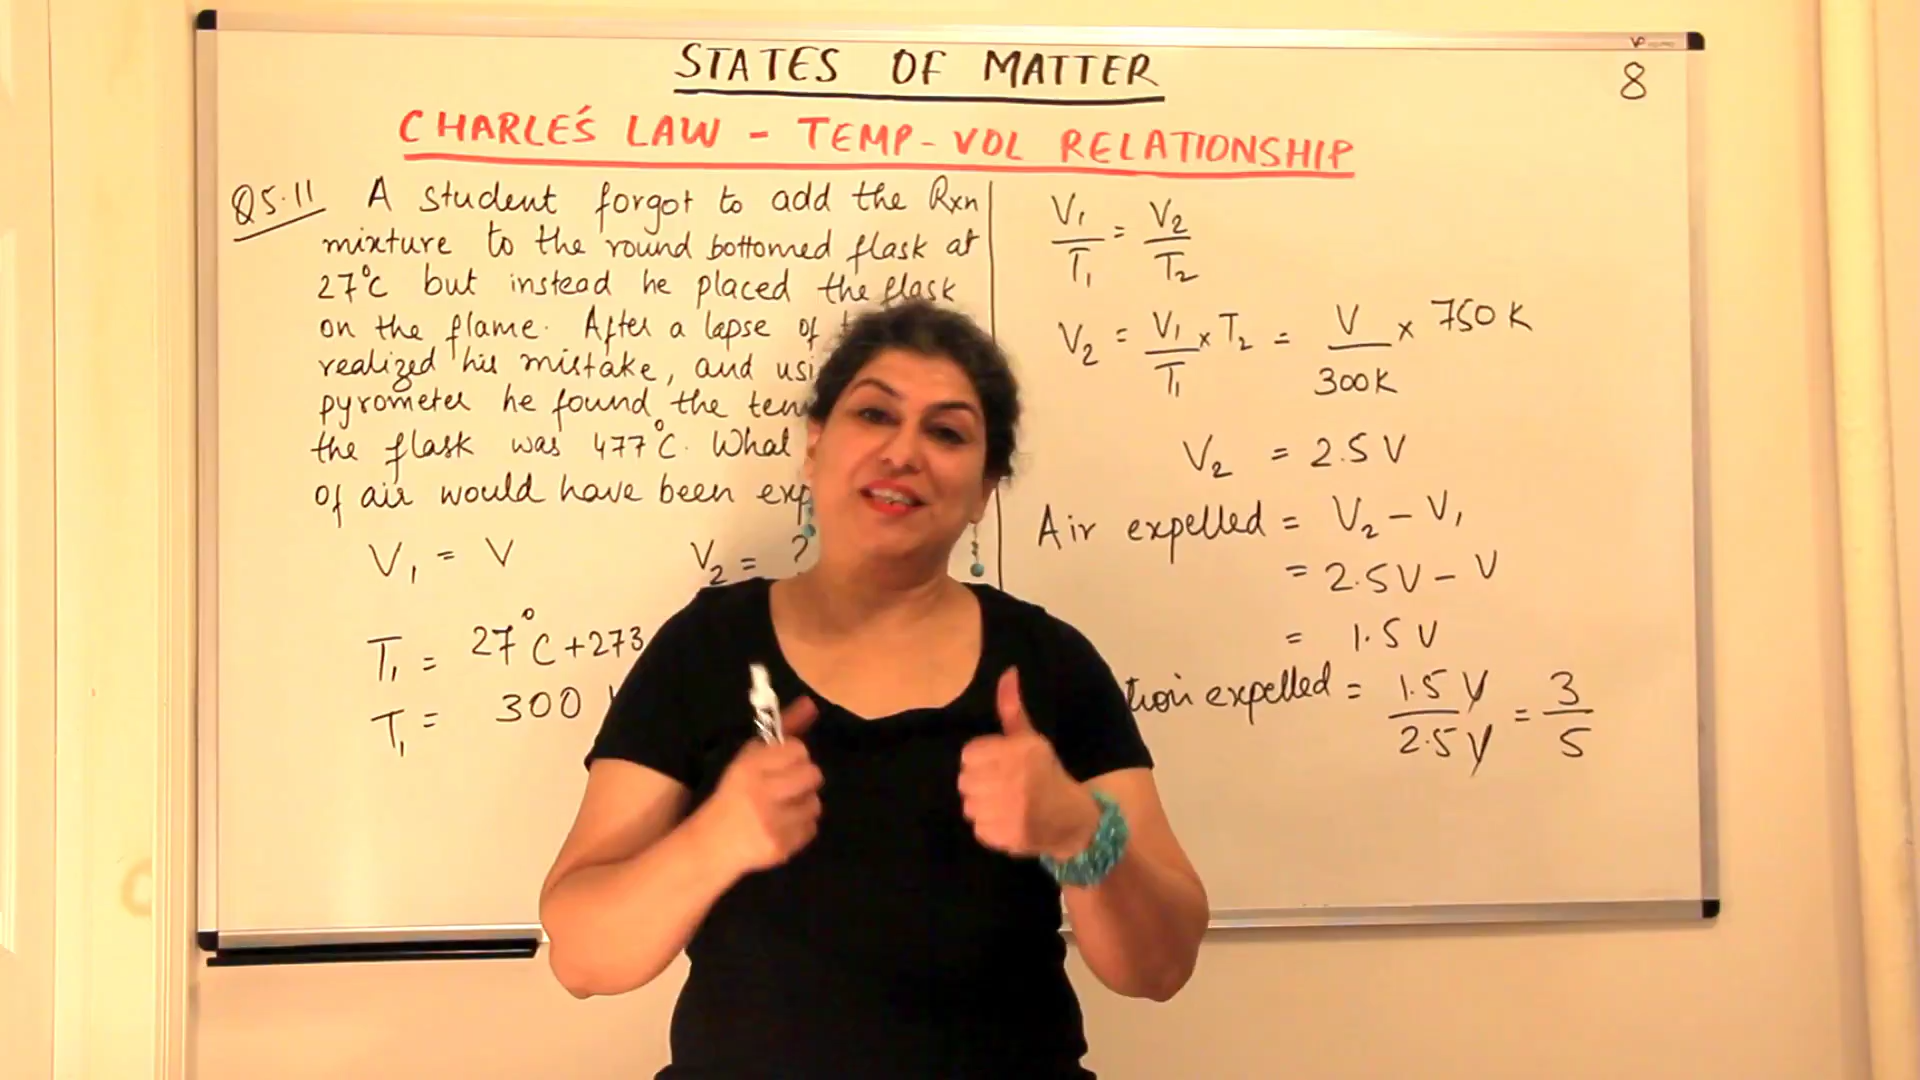 STATES OF MATTER
8
CHARLE'S LAW - TEMP-VOL RELATIONSHIP
Q5.11 A student forgot to add the Rxn
mixture to the round bottomed flask at
27°C but instead he placed the flask
on the flame. After a lapse of
realized his mistake, and
pyrometer he found the
the flask was 477°C. What
of air would have been
V₁ = V V₂ = ?
T₁ = 27°C + 273
T₁ = 300
V₁/T₁ = V₂/T₂
V₂ = V₁/T₁ × T₂ = V/300K × 750 K
V₂ = 2.5 V
Air expelled = V₂ - V₁
= 2.5V - V
= 1.5 V
expelled = 1.5 V/2.5 V = 3/5